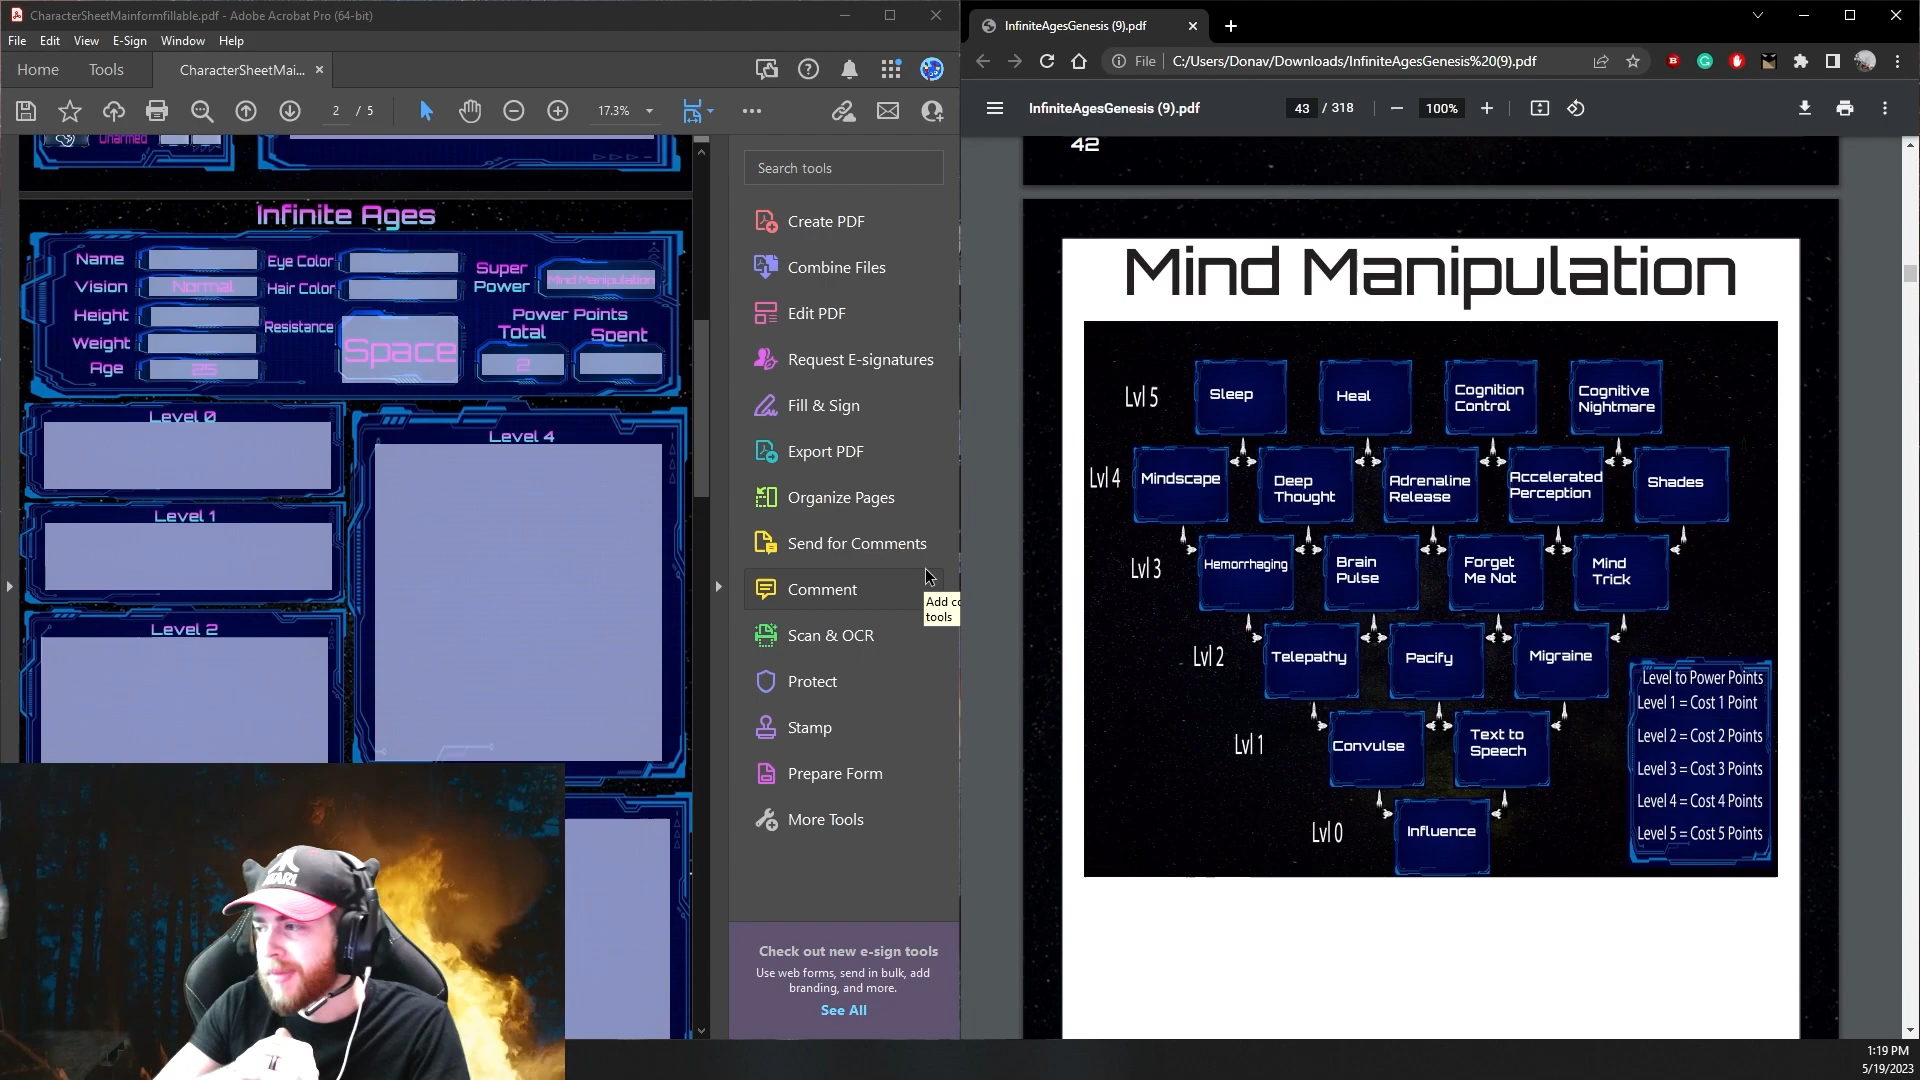 CharacterSheetMainformfillable.pdf - Adobe Acrobat Pro (64-bit)
File Edit View E-Sign Window Help
Home Tools CharacterSheetMai...
2 / 5 17.3%
Unarmed
Infinite Ages
Name Eye Color
Vision Normal Hair Color
Super Power Mind Manipulation
Height
Resistance Space
Weight
Age 25
Power Points
Total Spent
2
Level 0
Level 1
Level 2
Level 4
Search tools
Create PDF
Combine Files
Edit PDF
Request E-signatures
Fill & Sign
Export PDF
Organize Pages
Send for Comments
Comment
Add co
tools
Scan & OCR
Protect
Stamp
Prepare Form
More Tools
Check out new e-sign tools
Use web forms, send in bulk, add
branding, and more.
See All
ATARI
InfiniteAgesGenesis (9).pdf
File C:/Users/Donav/Downloads/InfiniteAgesGenesis%20(9).pdf
InfiniteAgesGenesis (9).pdf 43 / 318 100%
42
Mind Manipulation
Lvl 5
Sleep
Heal
Cognition
Control
Cognitive
Nightmare
Lvl 4
Mindscape
Deep
Thought
Adrenaline
Release
Accelerated
Perception
Shades
Lvl 3
Hemorrhaging
Brain
Pulse
Forget
Me Not
Mind
Trick
Lvl 2
Telepathy
Pacify
Migraine
Lvl 1
Convulse
Text to
Speech
Lvl 0
Influence
Level to Power Points
Level 1 = Cost 1 Point
Level 2 = Cost 2 Points
Level 3 = Cost 3 Points
Level 4 = Cost 4 Points
Level 5 = Cost 5 Points
1:19 PM
5/19/2023